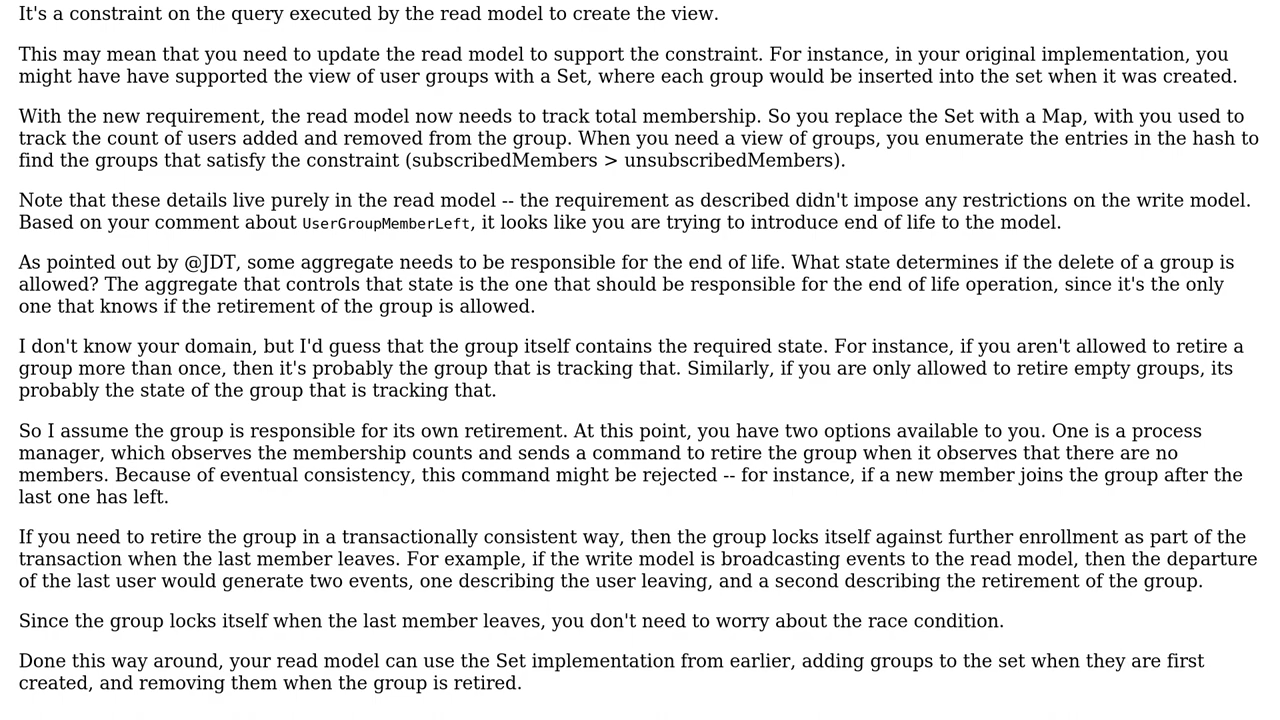 It's a constraint on the query executed by the read model to create the view.
This may mean that you need to update the read model to support the constraint. For instance, in your original implementation, you
might have have supported the view of user groups with a Set, where each group would be inserted into the set when it was created.
With the new requirement, the read model now needs to track total membership. So you replace the Set with a Map, with you used to
track the count of users added and removed from the group. When you need a view of groups, you enumerate the entries in the hash to
find the groups that satisfy the constraint (subscribedMembers > unsubscribedMembers).
Note that these details live purely in the read model -- the requirement as described didn't impose any restrictions on the write model.
Based on your comment about UserGroupMemberLeft, it looks like you are trying to introduce end of life to the model.
As pointed out by @JDT, some aggregate needs to be responsible for the end of life. What state determines if the delete of a group is
allowed? The aggregate that controls that state is the one that should be responsible for the end of life operation, since it's the only
one that knows if the retirement of the group is allowed.
I don't know your domain, but I'd guess that the group itself contains the required state. For instance, if you aren't allowed to retire a
group more than once, then it's probably the group that is tracking that. Similarly, if you are only allowed to retire empty groups, its
probably the state of the group that is tracking that.
So I assume the group is responsible for its own retirement. At this point, you have two options available to you. One is a process
manager, which observes the membership counts and sends a command to retire the group when it observes that there are no
members. Because of eventual consistency, this command might be rejected -- for instance, if a new member joins the group after the
last one has left.
If you need to retire the group in a transactionally consistent way, then the group locks itself against further enrollment as part of the
transaction when the last member leaves. For example, if the write model is broadcasting events to the read model, then the departure
of the last user would generate two events, one describing the user leaving, and a second describing the retirement of the group.
Since the group locks itself when the last member leaves, you don't need to worry about the race condition.
Done this way around, your read model can use the Set implementation from earlier, adding groups to the set when they are first
created, and removing them when the group is retired.